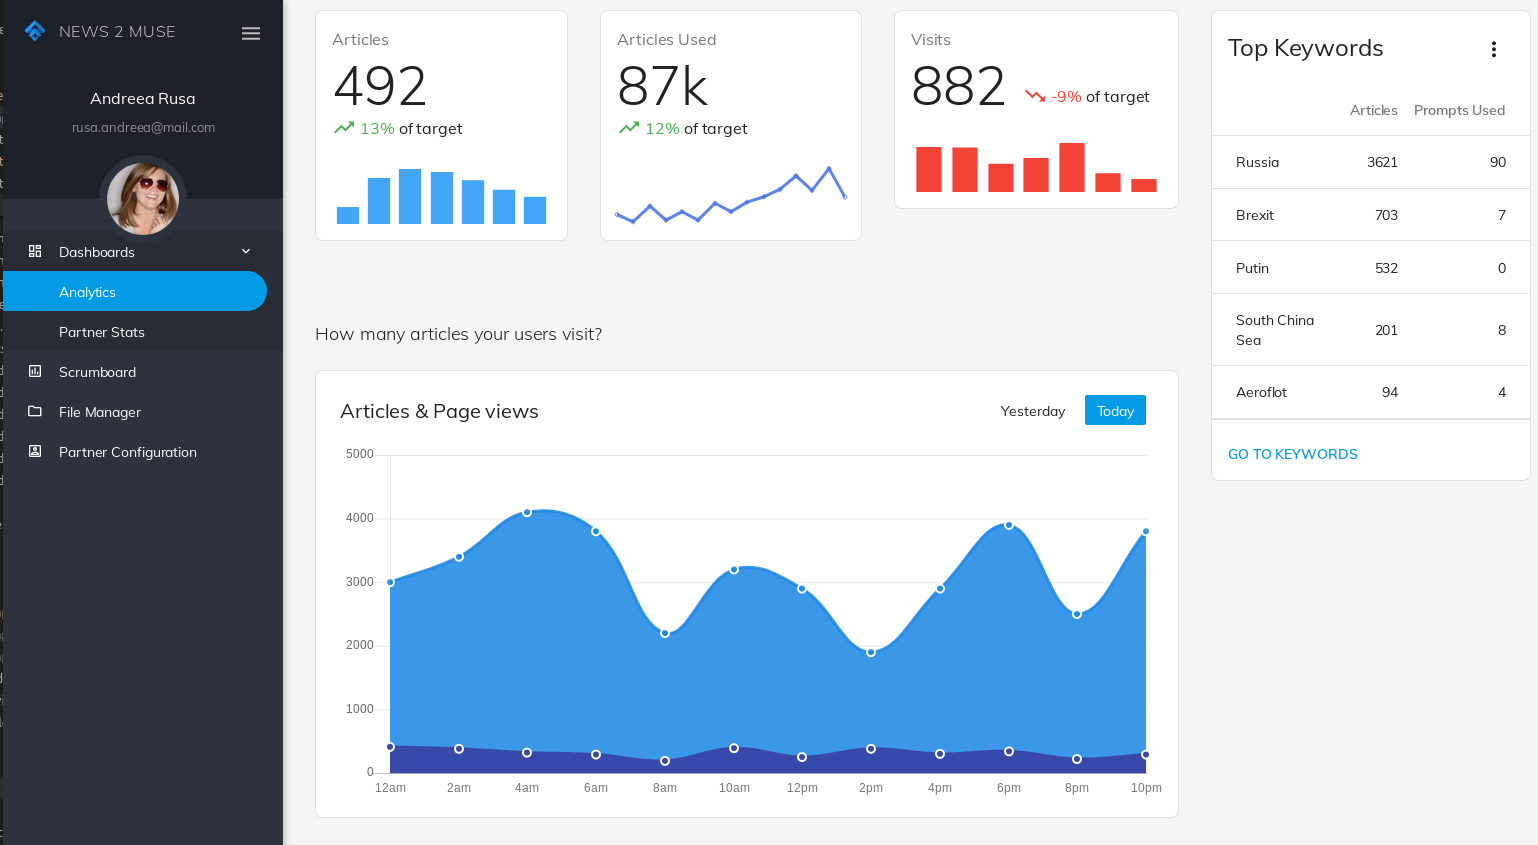 NEWS 2 MUSE
Andreea Rusa
rusa.andreea@mail.com
Dashboards
Analytics
Partner Stats
Scrumboard
File Manager
Partner Configuration
Articles
492
13% of target
Articles Used
87k
12% of target
Visits
882 -9% of target
How many articles your users visit?
Articles & Page views
Yesterday Today
5000
4000
3000
2000
1000
0
12am 2am 4am 6am 8am 10am 12pm 2pm 4pm 6pm 8pm 10pm
Top Keywords
Articles Prompts Used
Russia 3621 90
Brexit 703 7
Putin 532 0
South China
Sea 201 8
Aeroflot 94 4
GO TO KEYWORDS